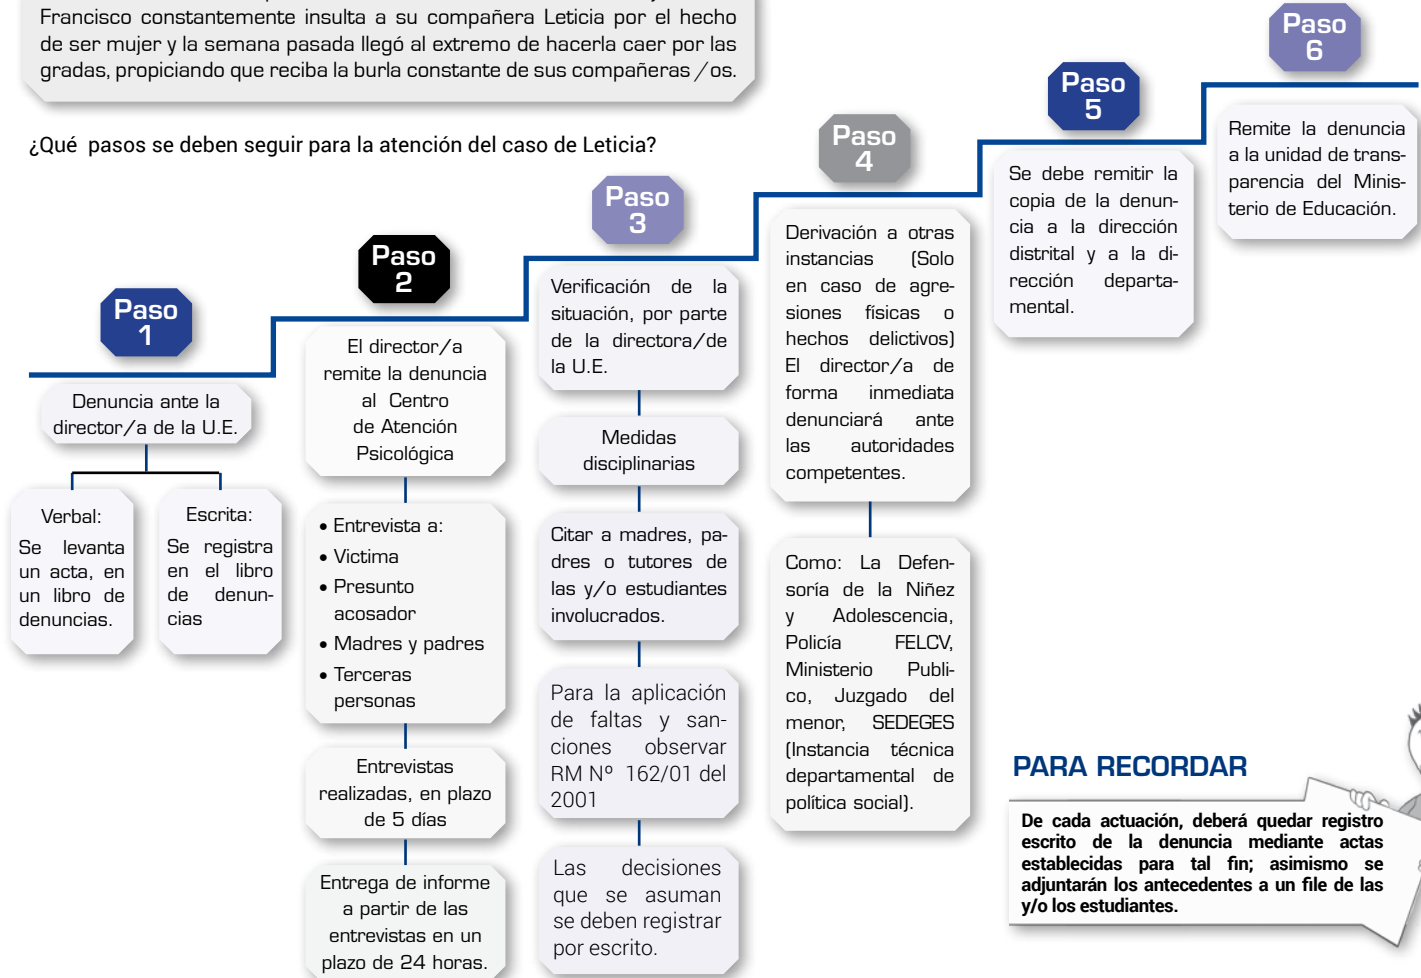 Francisco constantemente insulta a su compañera Leticia por el hecho
de ser mujer y la semana pasada llegó al extremo de hacerla caer por las
gradas, propiciando que reciba la burla constante de sus compañeras/os.
¿Qué pasos se deben seguir para la atención del caso de Leticia?
Paso
1
Denuncia ante la
director/a de la U.E.
Verbal:
Se levanta
un acta, en
un libro de
denuncias.
Escrita:
Se registra
en el libro
de denun-
cias
Paso
2
El director/a
remite la denuncia
al Centro
de Atención
Psicológica
• Entrevista a:
• Victima
• Presunto
acosador
• Madres y padres
• Terceras
personas
Entrevistas
realizadas, en plazo
de 5 días
Entrega de informe
a partir de las
entrevistas en un
plazo de 24 horas.
Paso
3
Verificación de la
situación, por parte
de la directora/de
la U.E.
Medidas
disciplinarias
Citar a madres, pa-
dres o tutores de
las y/o estudiantes
involucrados.
Para la aplicación
de faltas y san-
ciones observar
RM Nº 162/01 del
2001
Las decisiones
que se asuman
se deben registrar
por escrito.
Paso
4
Derivación a otras
instancias (Solo
en caso de agre-
siones físicas o
hechos delictivos)
El director/a de
forma inmediata
denunciará ante
las autoridades
competentes.
Como: La Defen-
soría de la Niñez
y Adolescencia,
Policía FELCV,
Ministerio Publi-
co, Juzgado del
menor, SEDEGES
(Instancia técnica
departamental de
política social).
Paso
5
Se debe remitir la
copia de la denun-
cia a la dirección
distrital y a la di-
rección departa-
mental.
Paso
6
Remite la denuncia
a la unidad de trans-
parencia del Minis-
terio de Educación.
PARA RECORDAR
De cada actuación, deberá quedar registro
escrito de la denuncia mediante actas
establecidas para tal fin; asimismo se
adjuntarán los antecedentes a un file de las
y/o los estudiantes.